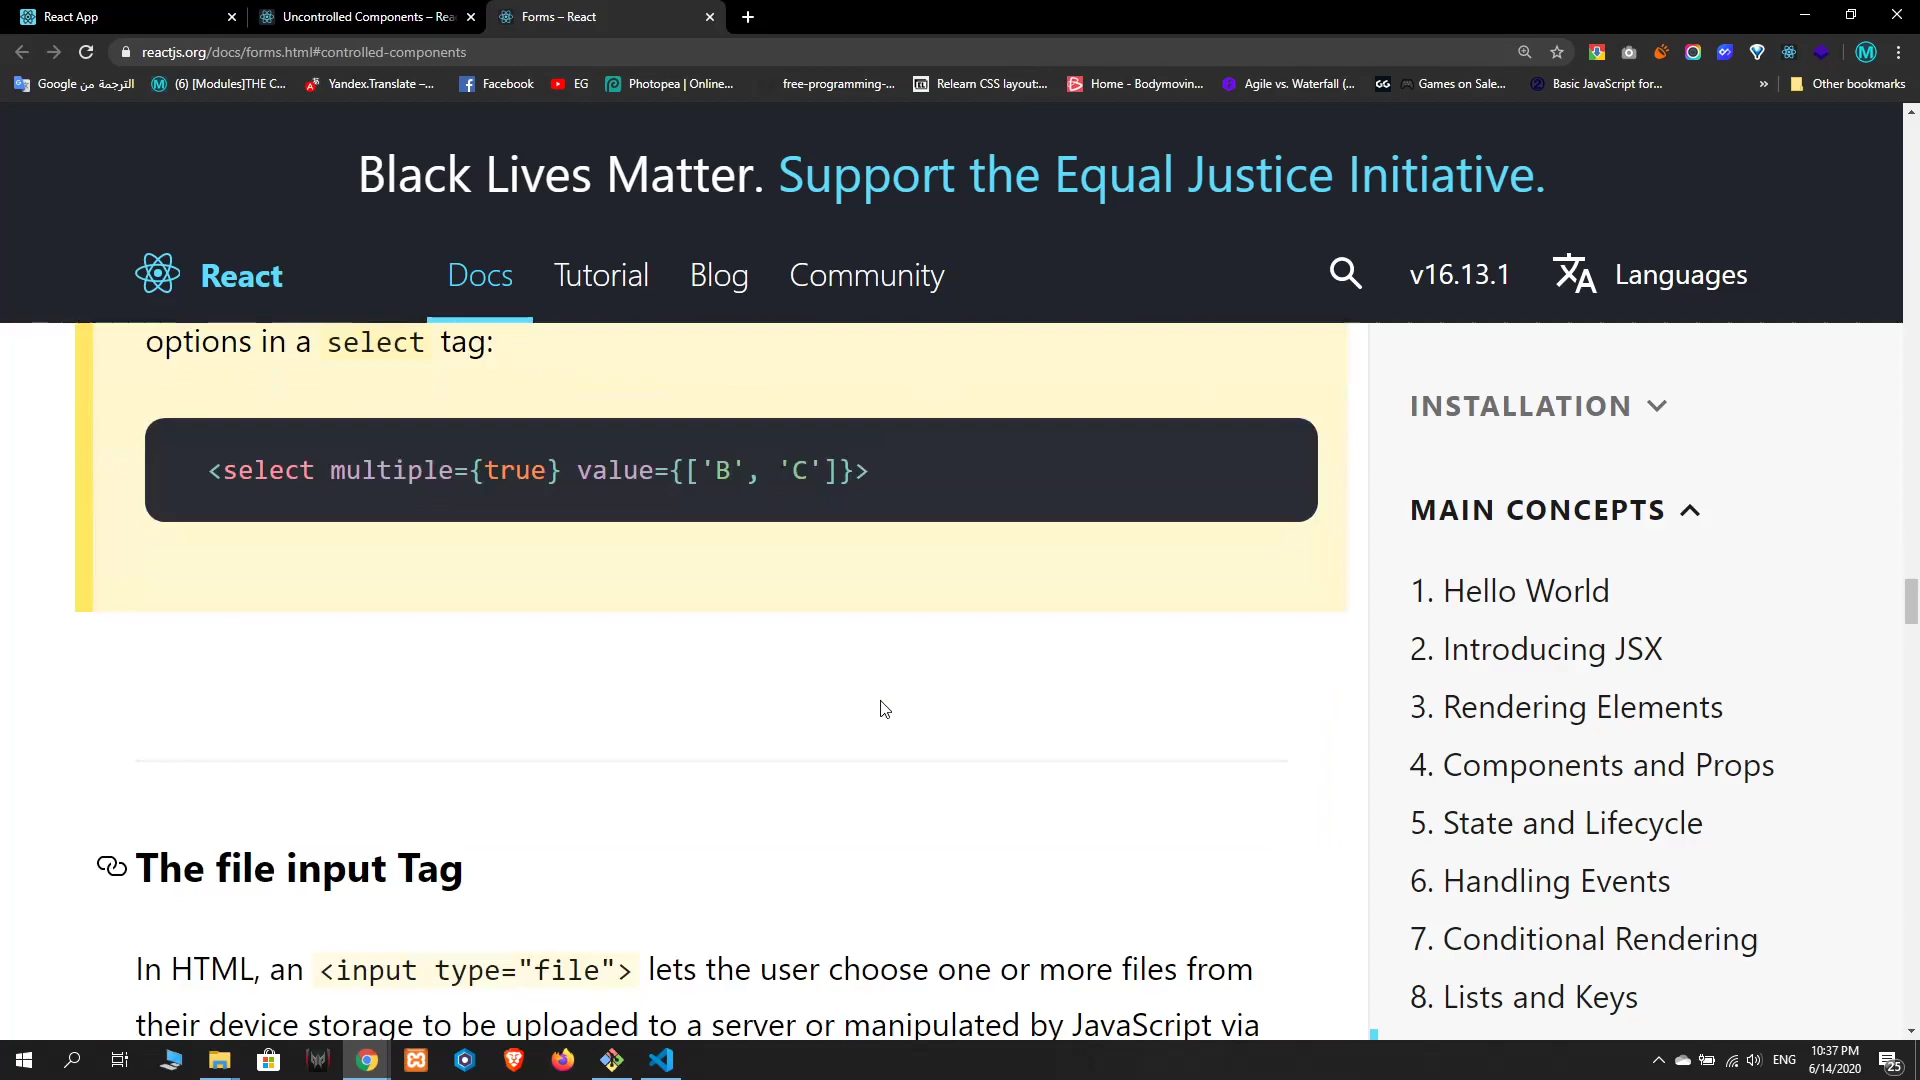 React App
Uncontrolled Components – Rea
Forms – React
reactjs.org/docs/forms.html#controlled-components
الترجمة من Google
(6) [Modules]THE C...
Yandex.Translate –...
Facebook
EG
Photopea | Online...
free-programming-...
Relearn CSS layout:...
Home - Bodymovin...
Agile vs. Waterfall (...
GG
Games on Sale...
Basic JavaScript for...
»
Other bookmarks
Black Lives Matter. Support the Equal Justice Initiative.
React
Docs
Tutorial
Blog
Community
v16.13.1
Languages
options in a select tag:
<select multiple={true} value={['B', 'C']}>
The file input Tag
In HTML, an <input type="file"> lets the user choose one or more files from
their device storage to be uploaded to a server or manipulated by JavaScript via
INSTALLATION
MAIN CONCEPTS
1. Hello World
2. Introducing JSX
3. Rendering Elements
4. Components and Props
5. State and Lifecycle
6. Handling Events
7. Conditional Rendering
8. Lists and Keys
ENG
10:37 PM
6/14/2020
25